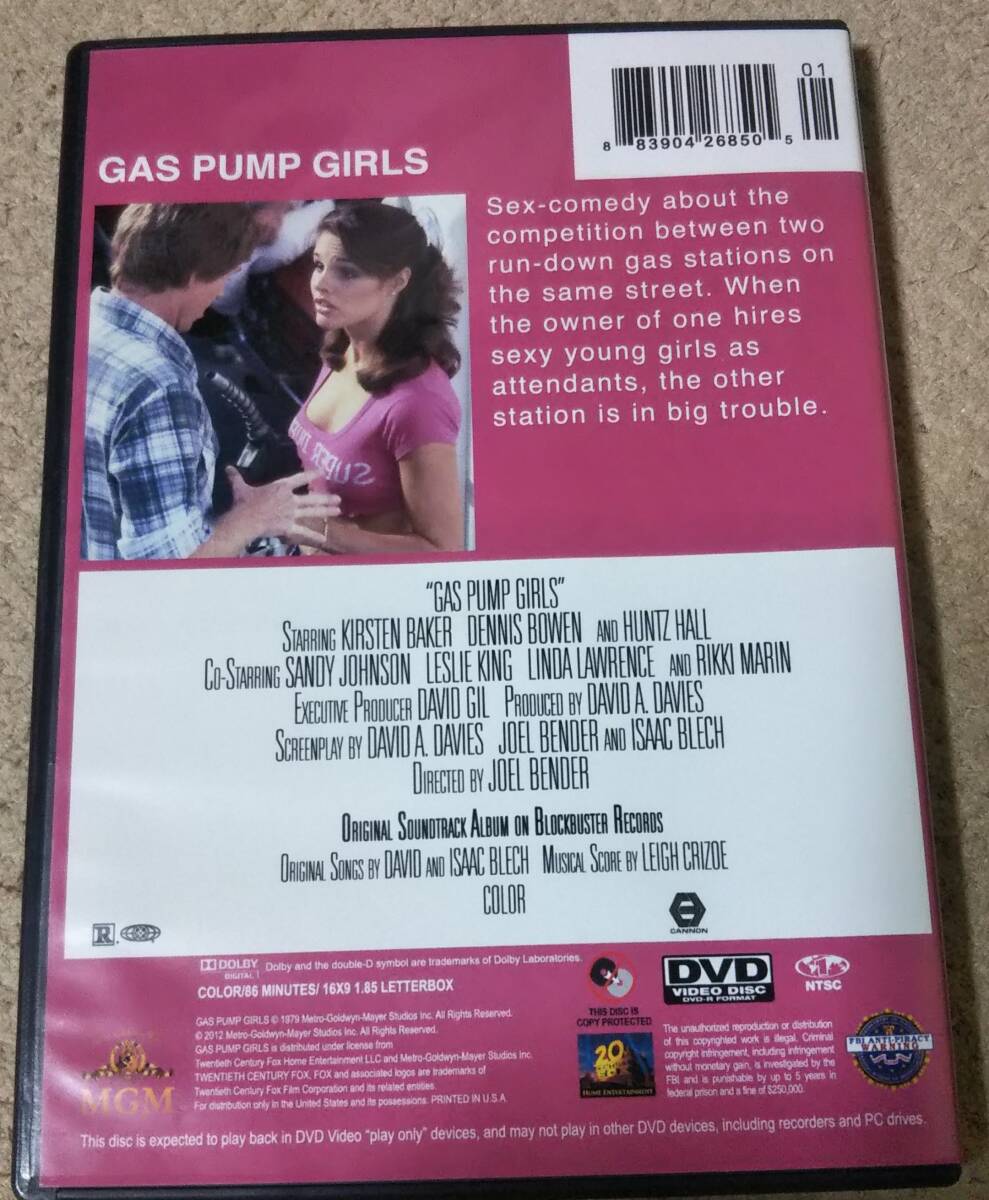 01
8 83904 26850 5
GAS PUMP GIRLS
Sex-comedy about the
competition between two
run-down gas stations on
the same street. When
the owner of one hires
sexy young girls as
attendants, the other
station is in big trouble.
SUPER
"GAS PUMP GIRLS"
STARRING KIRSTEN BAKER DENNIS BOWEN AND HUNTZ HALL
CO-STARRING SANDY JOHNSON LESLIE KING LINDA LAWRENCE AND RIKKI MARIN
EXECUTIVE PRODUCER DAVID GIL PRODUCED BY DAVID A. DAVIES
SCREENPLAY BY DAVID A. DAVIES JOEL BENDER AND ISAAC BLECH
DIRECTED BY JOEL BENDER
ORIGINAL SOUNDTRACK ALBUM ON BLOCKBUSTER RECORDS
ORIGINAL SONGS BY DAVID AND ISAAC BLECH MUSICAL SCORE BY LEIGH CRIZOE
COLOR
R
CANNON
DOLBY
DIGITAL
Dolby and the double-D symbol are trademarks of Dolby Laboratories.
COLOR/86 MINUTES/ 16X9 1.85 LETTERBOX
GAS PUMP GIRLS © 1979 Metro-Goldwyn-Mayer Studios Inc. All Rights Reserved.
© 2012 Metro-Goldwyn-Mayer Studios Inc. All Rights Reserved.
GAS PUMP GIRLS is distributed under license from
Twentieth Century Fox Home Entertainment LLC and Metro-Goldwyn-Mayer Studios Inc.
TWENTIETH CENTURY FOX, FOX and associated logos are trademarks of
Twentieth Century Fox Film Corporation and its related entities.
For distribution only in the United States and its possessions. PRINTED IN U.S.A.
MGM
THIS DISC IS
COPY PROTECTED
20
HOME ENTERTAINMENT
DVD
VIDEO DISC
DVD-R FORMAT
NTSC
The unauthorized reproduction or distribution
of this copyrighted work is illegal. Criminal
copyright infringement, including infringement
without monetary gain, is investigated by the
FBI and is punishable by up to 5 years in
federal prison and a fine of $250,000.
FBI ANTI-PIRACY
WARNING
This disc is expected to play back in DVD Video "play only" devices, and may not play in other DVD devices, including recorders and PC drives.